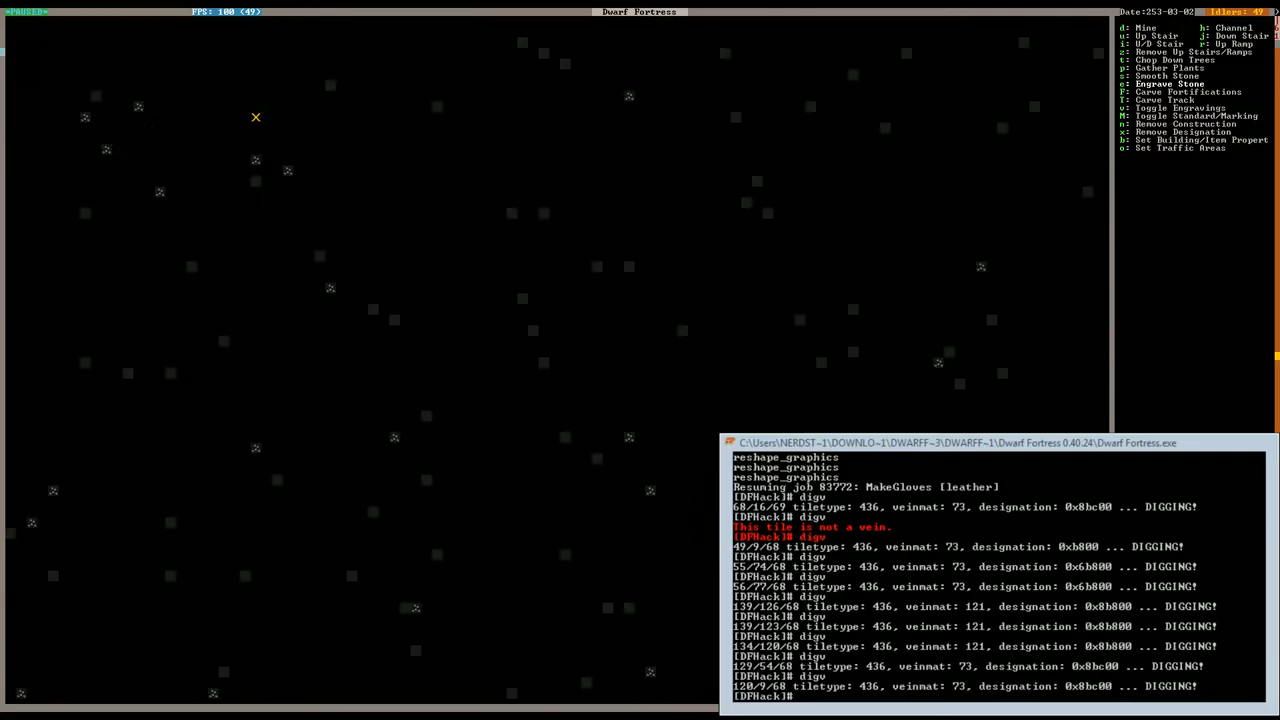 *PAUSED*
FPS: 100 (49)
Dwarf Fortress
Date:253-03-02
Idlers: 49
d: Mine h: Channel
u: Up Stair j: Down Stair
i: U/D Stair r: Up Ramp
z: Remove Up Stairs/Ramps
t: Chop Down Trees
p: Gather Plants
s: Smooth Stone
e: Engrave Stone
F: Carve Fortifications
T: Carve Track
v: Toggle Engravings
M: Toggle Standard/Marking
n: Remove Construction
x: Remove Designation
b: Set Building/Item Propert
o: Set Traffic Areas
C:\Users\NERDST~1\DOWNLO~1\DWARFF~3\DWARFF~1\Dwarf Fortress 0.40.24\Dwarf Fortress.exe
reshape_graphics
reshape_graphics
reshape_graphics
Resuming job 83772: MakeGloves [leather]
[DFHack]# digv
68/16/69 tiletype: 436, veinmat: 73, designation: 0x8bc00 ... DIGGING!
[DFHack]# digv
This tile is not a vein.
[DFHack]# digv
49/9/68 tiletype: 436, veinmat: 73, designation: 0xb800 ... DIGGING!
[DFHack]# digv
55/74/68 tiletype: 436, veinmat: 73, designation: 0x6b800 ... DIGGING!
[DFHack]# digv
56/77/68 tiletype: 436, veinmat: 73, designation: 0x6b800 ... DIGGING!
[DFHack]# digv
139/126/68 tiletype: 436, veinmat: 121, designation: 0x8b800 ... DIGGING!
[DFHack]# digv
139/123/68 tiletype: 436, veinmat: 121, designation: 0x8b800 ... DIGGING!
[DFHack]# digv
134/120/68 tiletype: 436, veinmat: 121, designation: 0x8b800 ... DIGGING!
[DFHack]# digv
129/54/68 tiletype: 436, veinmat: 73, designation: 0x8bc00 ... DIGGING!
[DFHack]# digv
120/9/68 tiletype: 436, veinmat: 73, designation: 0x8bc00 ... DIGGING!
[DFHack]#